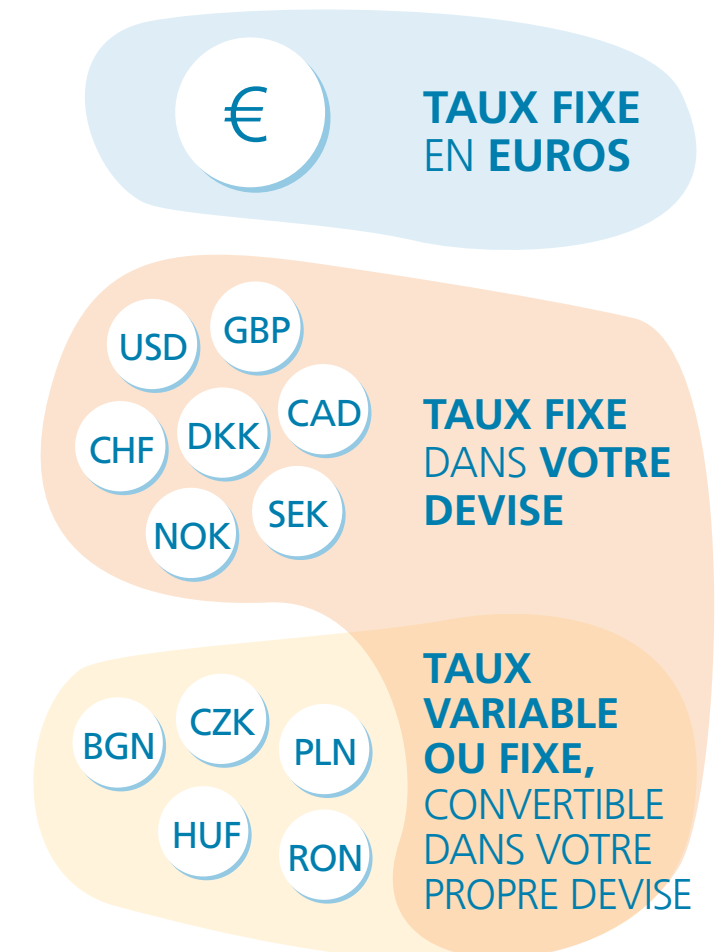 €
TAUX FIXE
EN EUROS
USD
GBP
CHF
DKK
CAD
NOK
SEK
TAUX FIXE
DANS VOTRE
DEVISE
BGN
CZK
PLN
HUF
RON
TAUX
VARIABLE
OU FIXE,
CONVERTIBLE
DANS VOTRE
PROPRE DEVISE